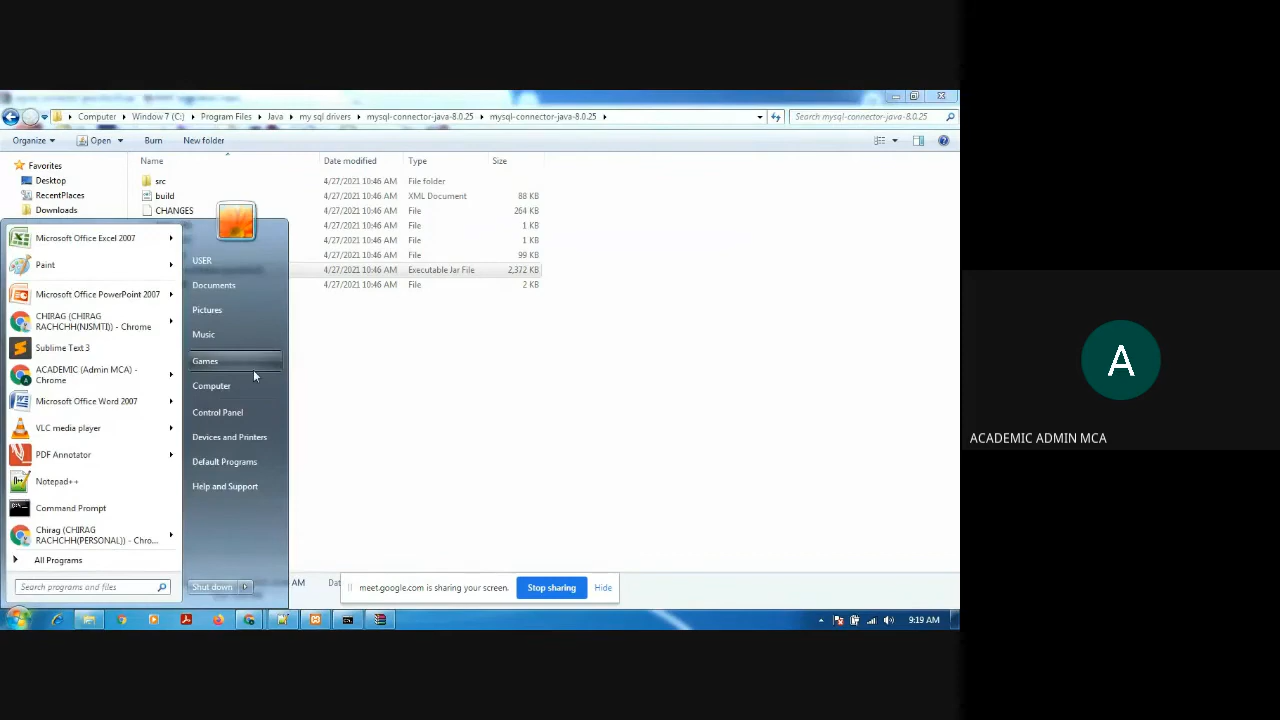 Computer Window 7 (C:) Program Files Java my sql drivers mysql-connector-java-8.0.25 mysql-connector-java-8.0.25
Search mysql-connector-java-8.0.25
Organize Open Burn New folder
Favorites
Desktop
RecentPlaces
Downloads
Name Date modified Type Size
src 4/27/2021 10:46 AM File folder
build 4/27/2021 10:46 AM XML Document 88 KB
CHANGES 4/27/2021 10:46 AM File 264 KB
4/27/2021 10:46 AM File 1 KB
4/27/2021 10:46 AM File 1 KB
4/27/2021 10:46 AM File 99 KB
4/27/2021 10:46 AM Executable Jar File 2,372 KB
4/27/2021 10:46 AM File 2 KB
Microsoft Office Excel 2007
Paint
Microsoft Office PowerPoint 2007
CHIRAG (CHIRAG
RACHCHH(NJSMTI)) - Chrome
Sublime Text 3
ACADEMIC (Admin MCA) -
Chrome
Microsoft Office Word 2007
VLC media player
PDF Annotator
Notepad++
Command Prompt
Chirag (CHIRAG
RACHCHH(PERSONAL)) - Chro...
All Programs
Search programs and files
USER
Documents
Pictures
Music
Games
Computer
Control Panel
Devices and Printers
Default Programs
Help and Support
Shut down
AM
meet.google.com is sharing your screen. Stop sharing Hide
9:19 AM
A
ACADEMIC ADMIN MCA